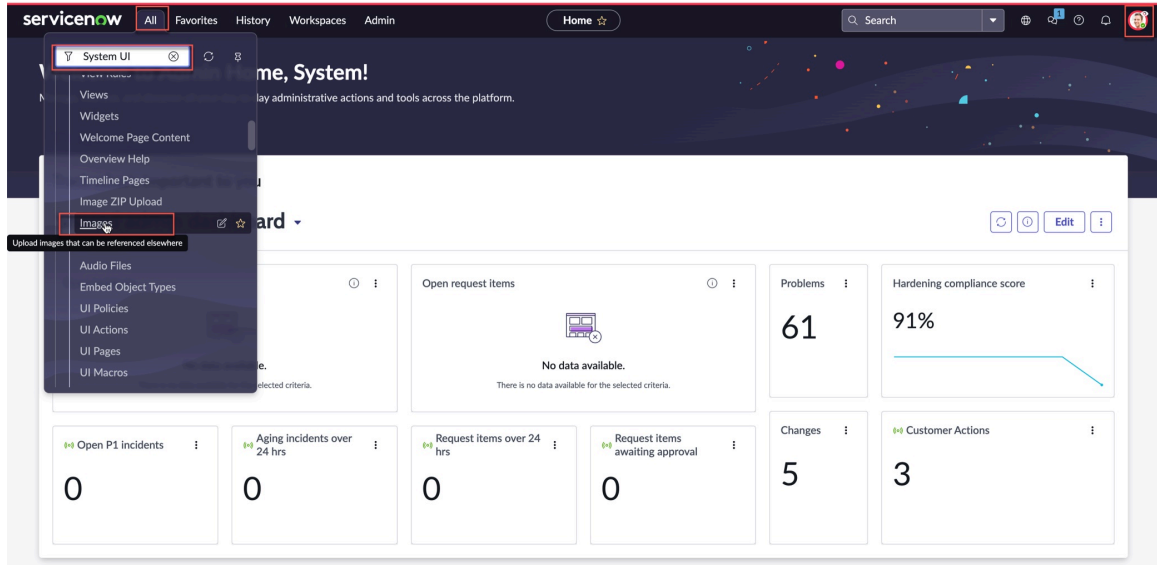 servicenow
All
Favorites
History
Workspaces
Admin
Home
Search
1
System UI
View Rules
Views
Widgets
Welcome Page Content
Overview Help
Timeline Pages
Image ZIP Upload
Images
Upload images that can be referenced elsewhere
Audio Files
Embed Object Types
UI Policies
UI Actions
UI Pages
UI Macros
me, System!
day administrative actions and tools across the platform.
ard
Edit
Open request items
No data available.
There is no data available for the selected criteria.
elected criteria.
Problems
61
Hardening compliance score
91%
Open P1 incidents
0
Aging incidents over
24 hrs
0
Request items over 24
hrs
0
Request items
awaiting approval
0
Changes
5
Customer Actions
3